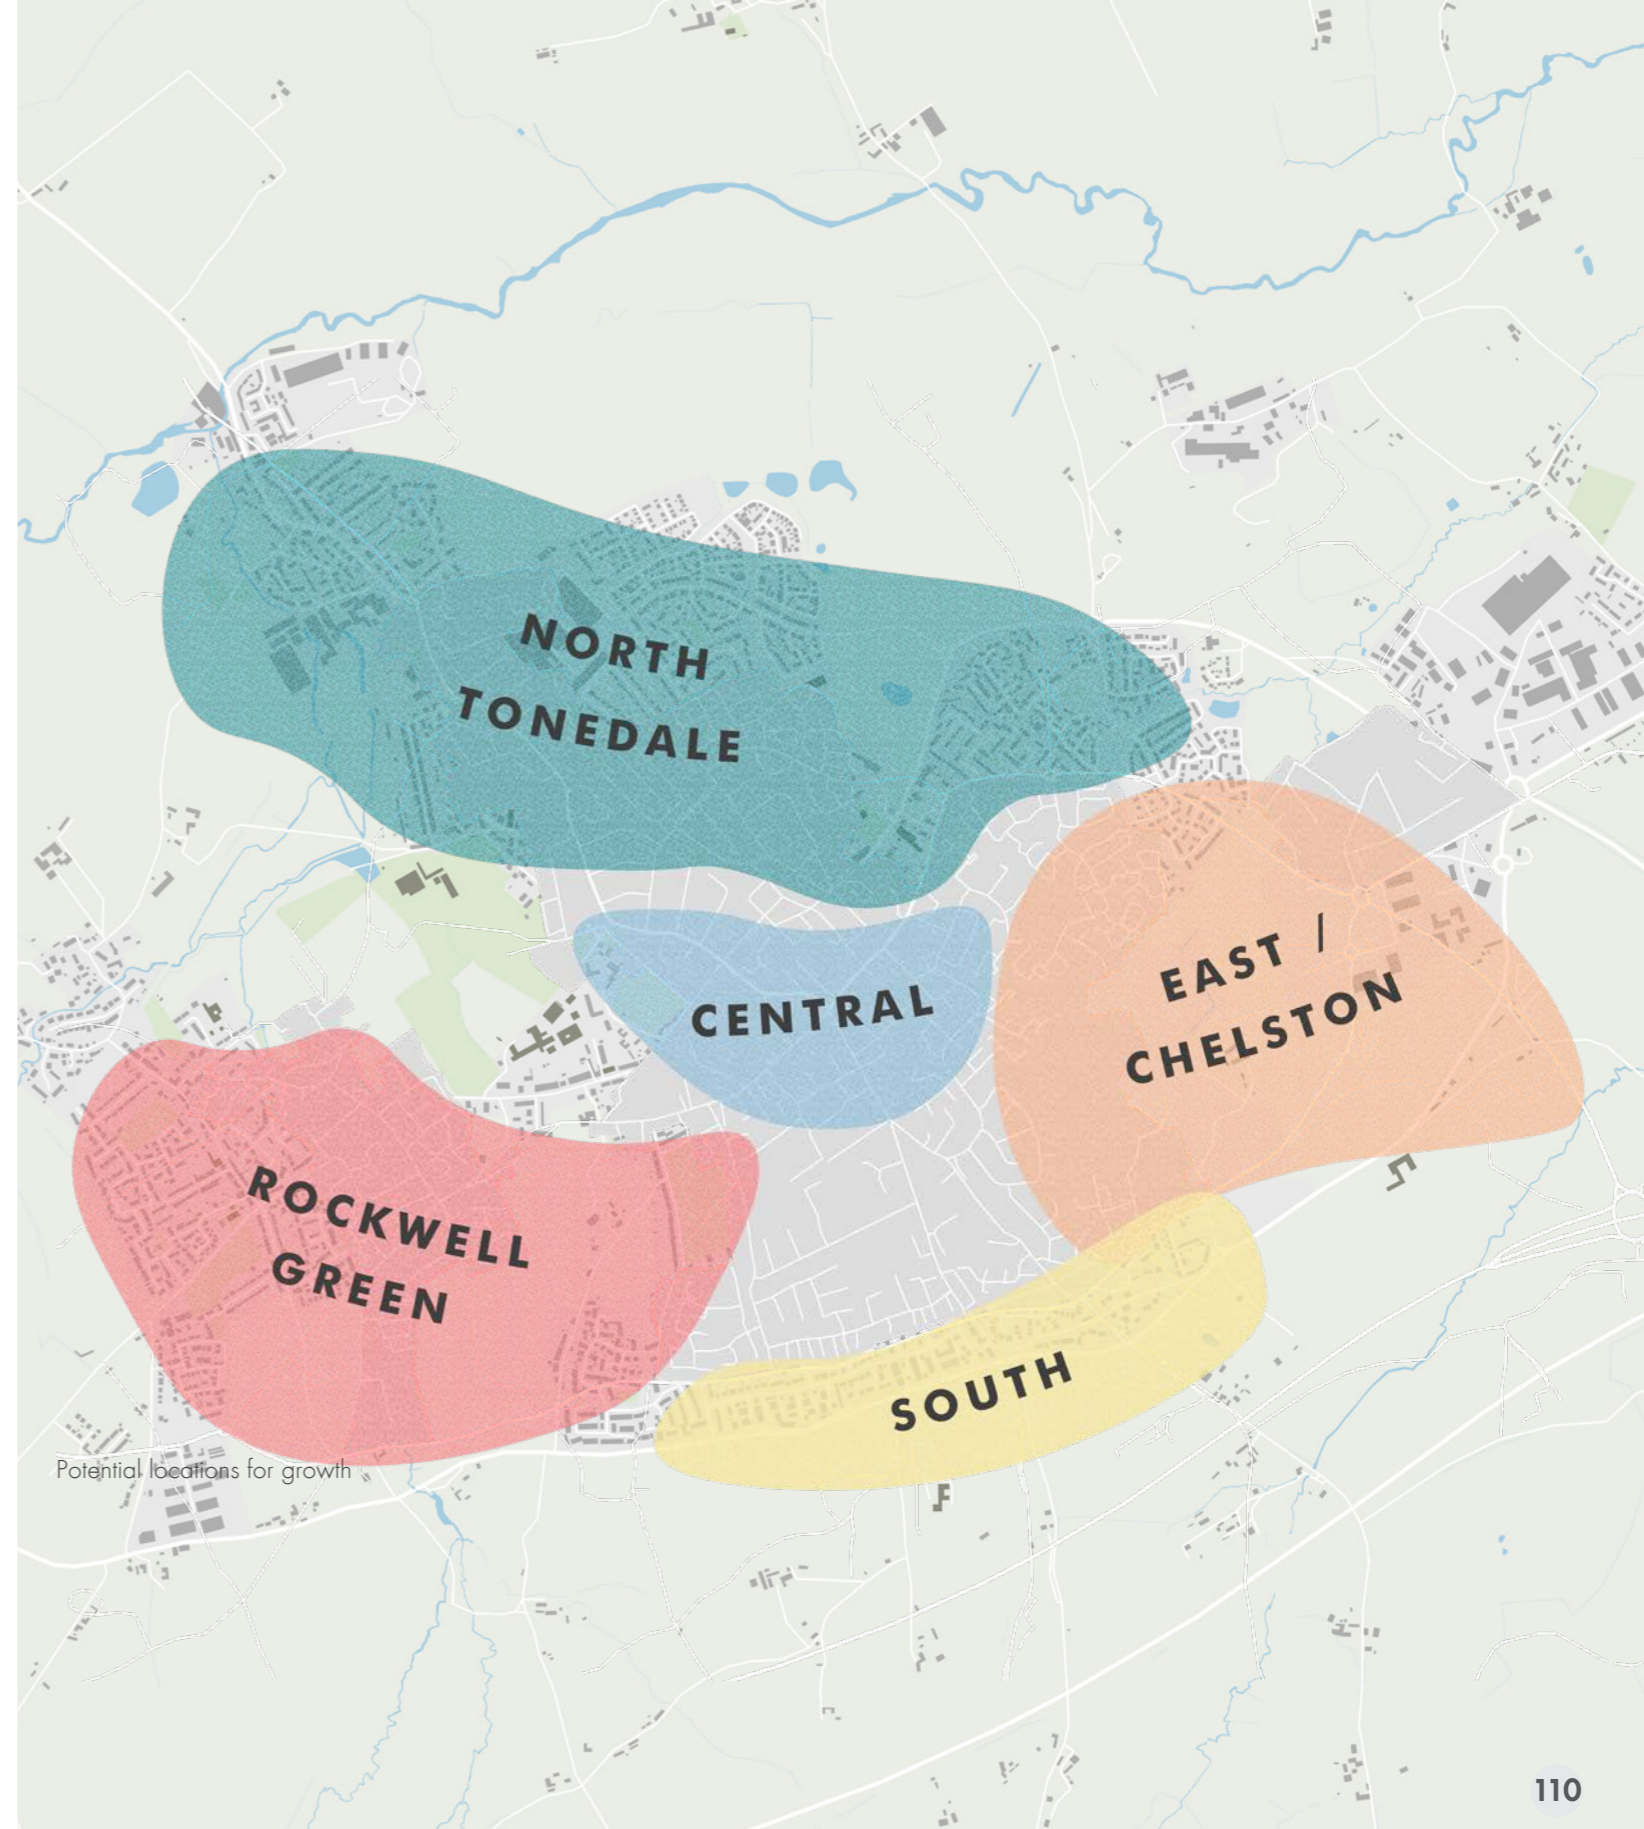 NORTH
TONEDALE
EAST /
CHELSTON
CENTRAL
ROCKWELL
GREEN
SOUTH
Potential locations for growth
110